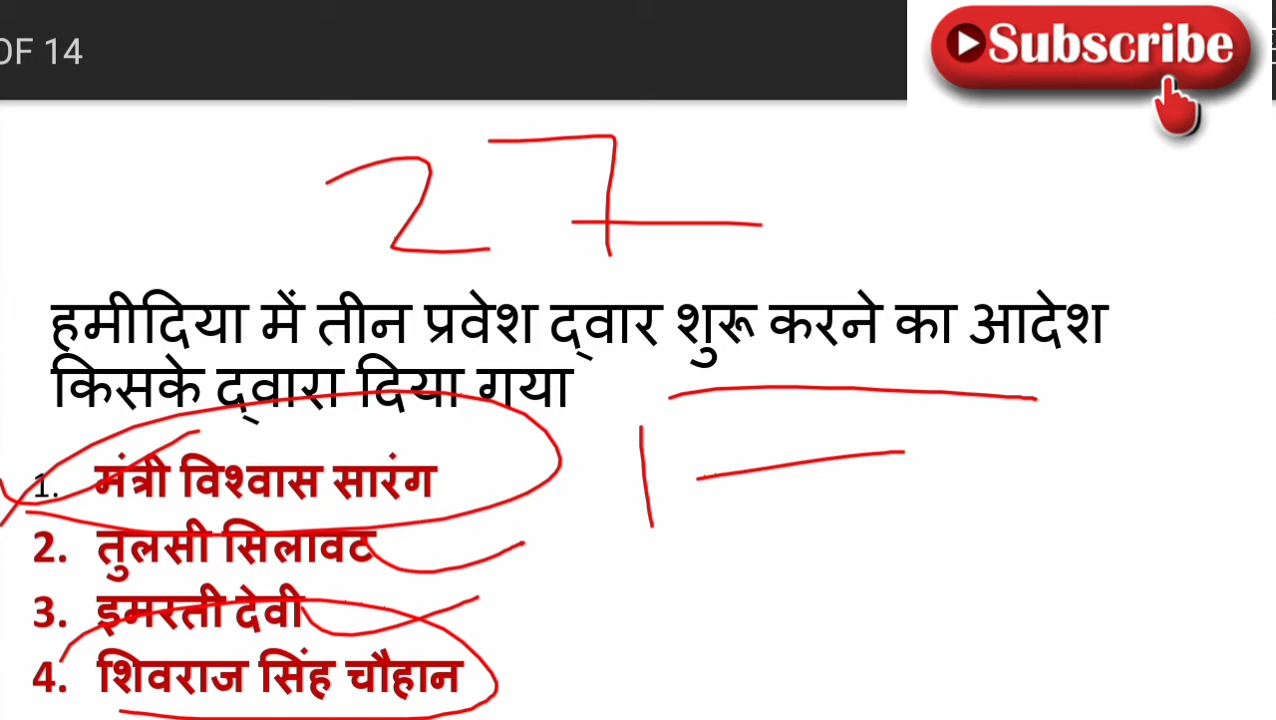 OF 14
Subscribe
27
हमीदिया में तीन प्रवेश द्वार शुरू करने का आदेश
किसके द्वारा दिया गया
1. मंत्री विश्वास सारंग
2. तुलसी सिलावट
3. इमरती देवी
4. शिवराज सिंह चौहान